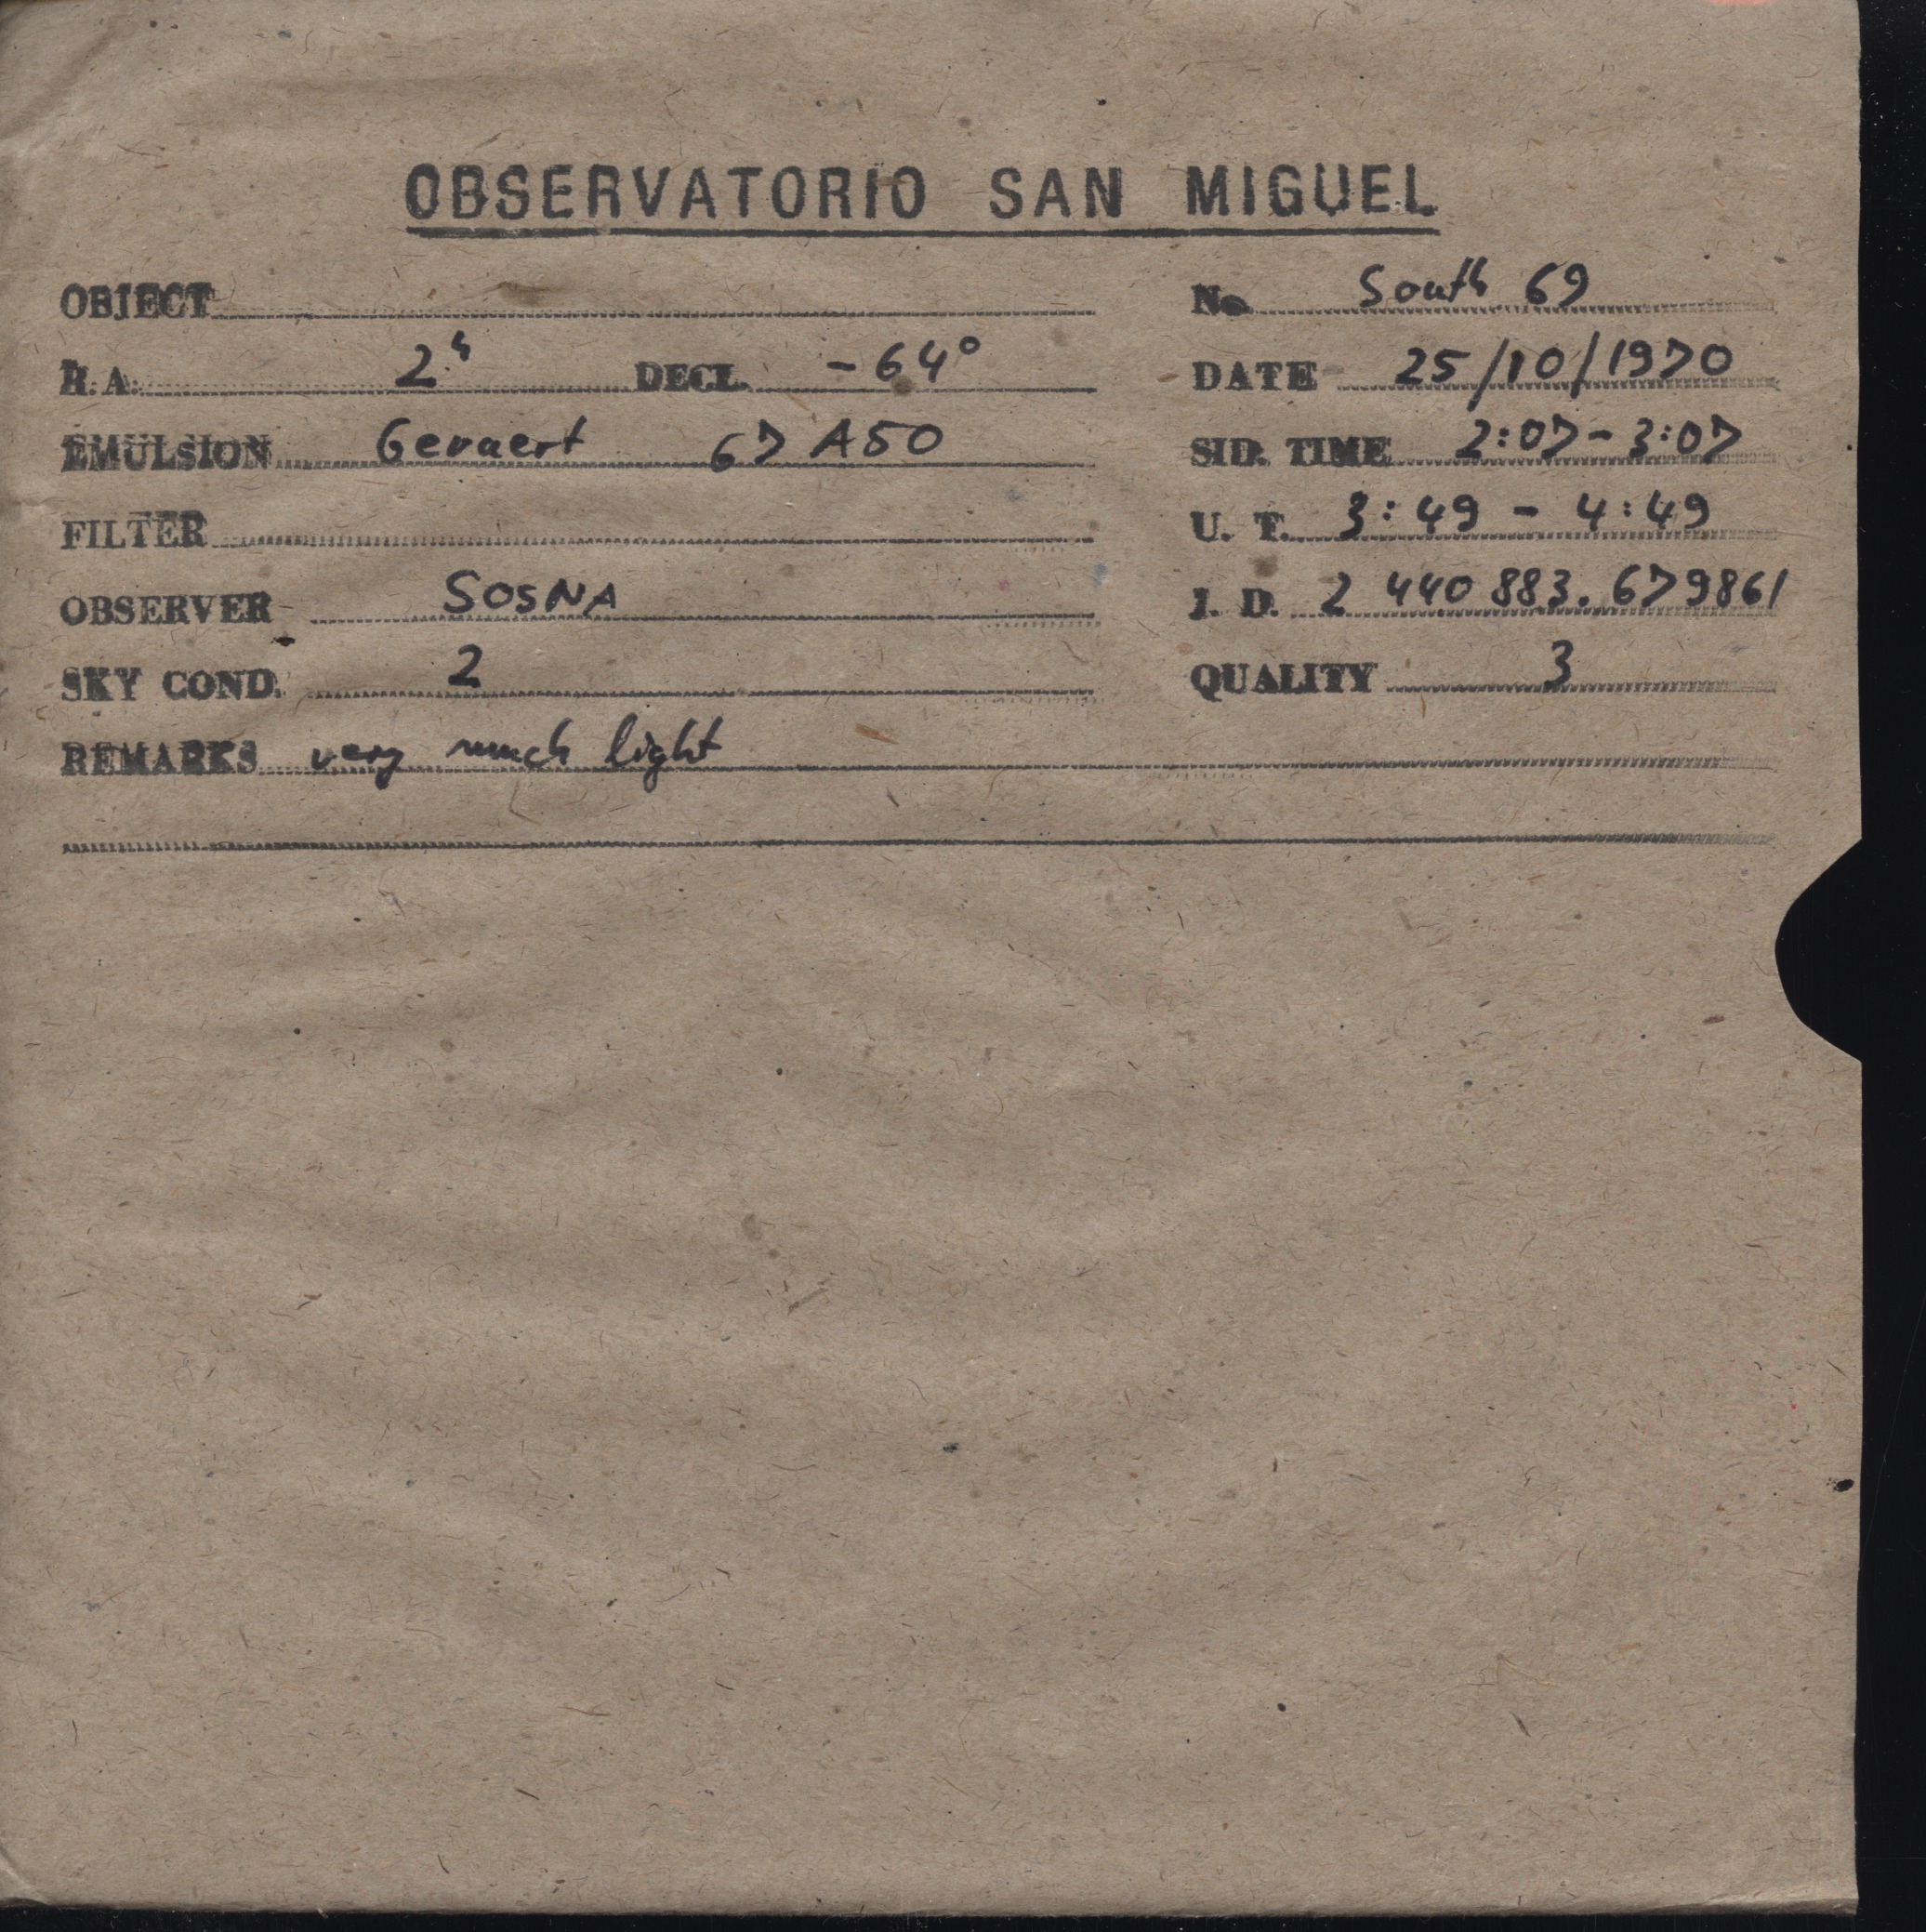 OBSERVATORIO SAN MIGUEL
OBJECT No. South 69
R.A. 2h DECL. -64° DATE 25/10/1970
EMULSION Gevaert 67 A50 SID. TIME 2:07-3:07
FILTER U. T. 3:49 - 4:49
OBSERVER SOSNA J. D. 2 440 883.679861
SKY COND. 2 QUALITY 3
REMARKS very much light